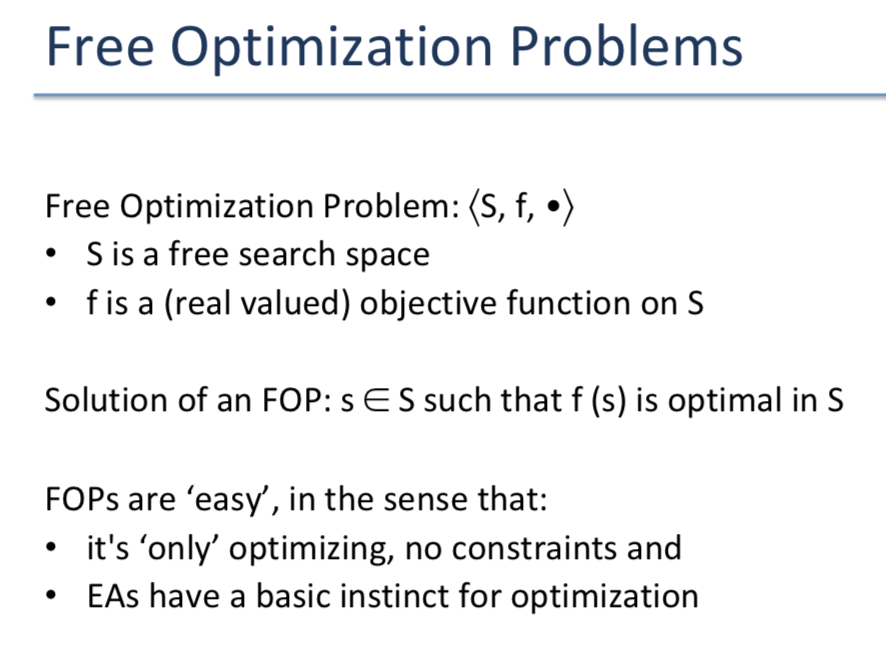 Free Optimization Problems
Free Optimization Problem: ⟨S, f, •⟩
• S is a free search space
• f is a (real valued) objective function on S
Solution of an FOP: s ∈ S such that f (s) is optimal in S
FOPs are ‘easy’, in the sense that:
• it's ‘only’ optimizing, no constraints and
• EAs have a basic instinct for optimization